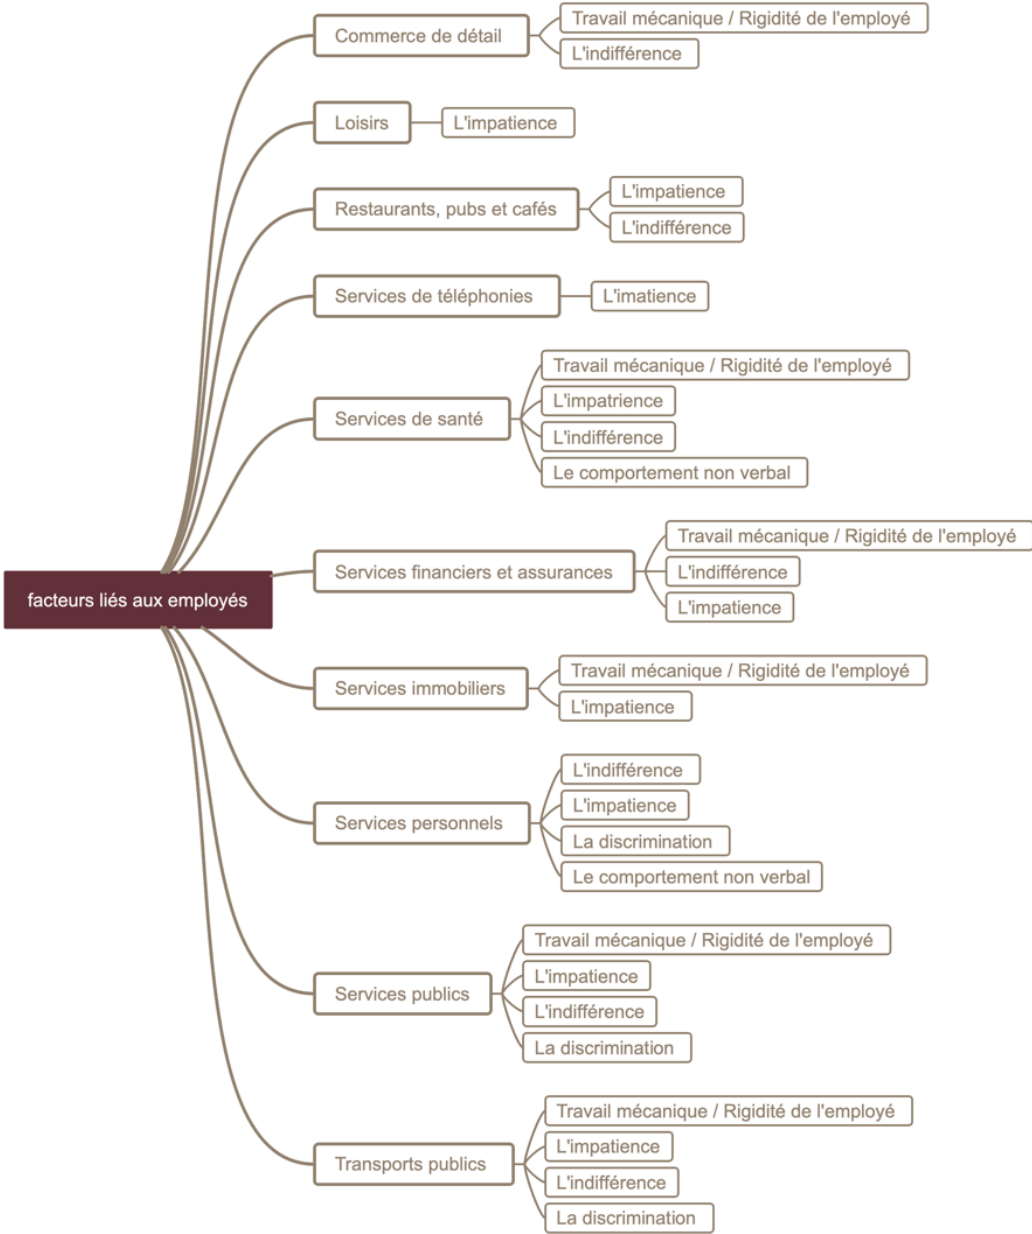 facteurs liés aux employés
Commerce de détail
Travail mécanique / Rigidité de l'employé
L'indifférence
Loisirs
L'impatience
Restaurants, pubs et cafés
L'impatience
L'indifférence
Services de téléphonies
L'imatience
Services de santé
Travail mécanique / Rigidité de l'employé
L'impatrience
L'indifférence
Le comportement non verbal
Services financiers et assurances
Travail mécanique / Rigidité de l'employé
L'indifférence
L'impatience
Services immobiliers
Travail mécanique / Rigidité de l'employé
L'impatience
Services personnels
L'indifférence
L'impatience
La discrimination
Le comportement non verbal
Services publics
Travail mécanique / Rigidité de l'employé
L'impatience
L'indifférence
La discrimination
Transports publics
Travail mécanique / Rigidité de l'employé
L'impatience
L'indifférence
La discrimination